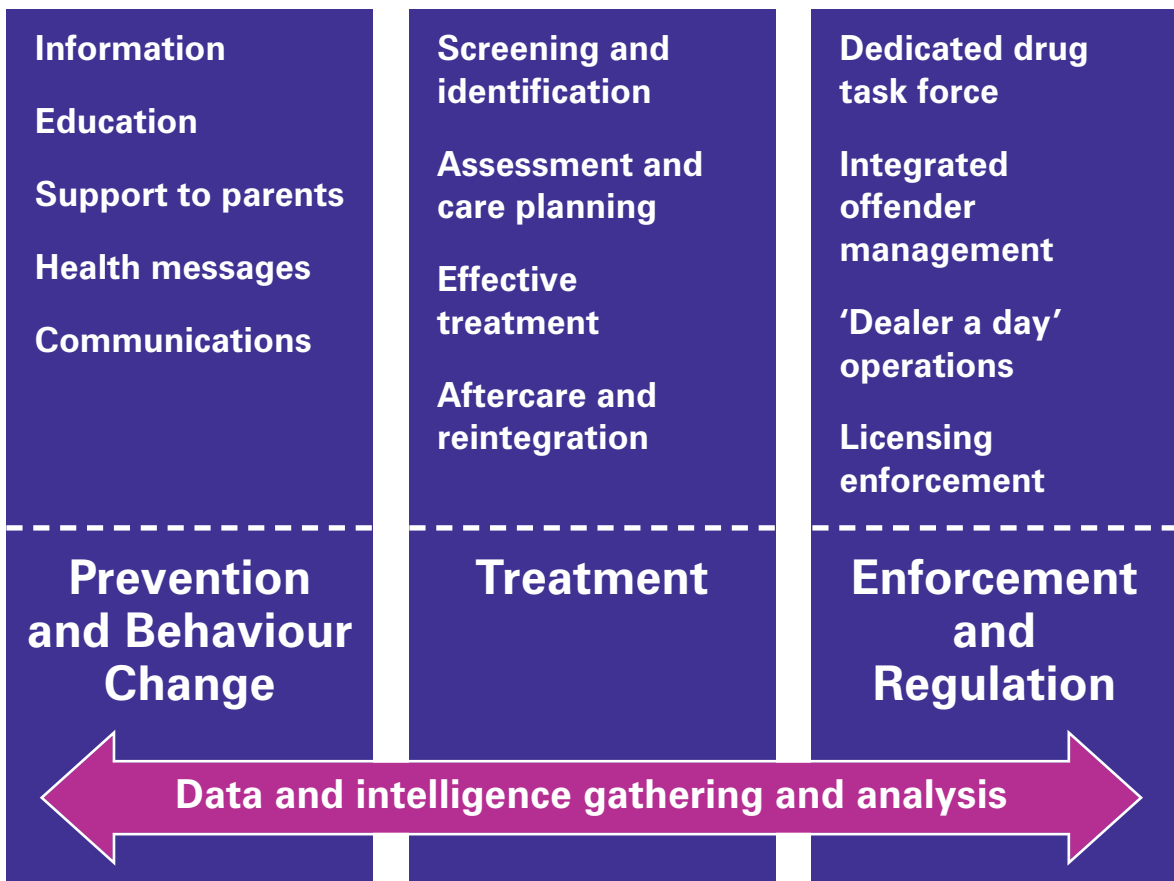 Information
Education
Support to parents
Health messages
Communications
Prevention
and Behaviour
Change
Screening and
identification
Assessment and
care planning
Effective
treatment
Aftercare and
reintegration
Treatment
Dedicated drug
task force
Integrated
offender
management
‘Dealer a day’
operations
Licensing
enforcement
Enforcement
and
Regulation
Data and intelligence gathering and analysis